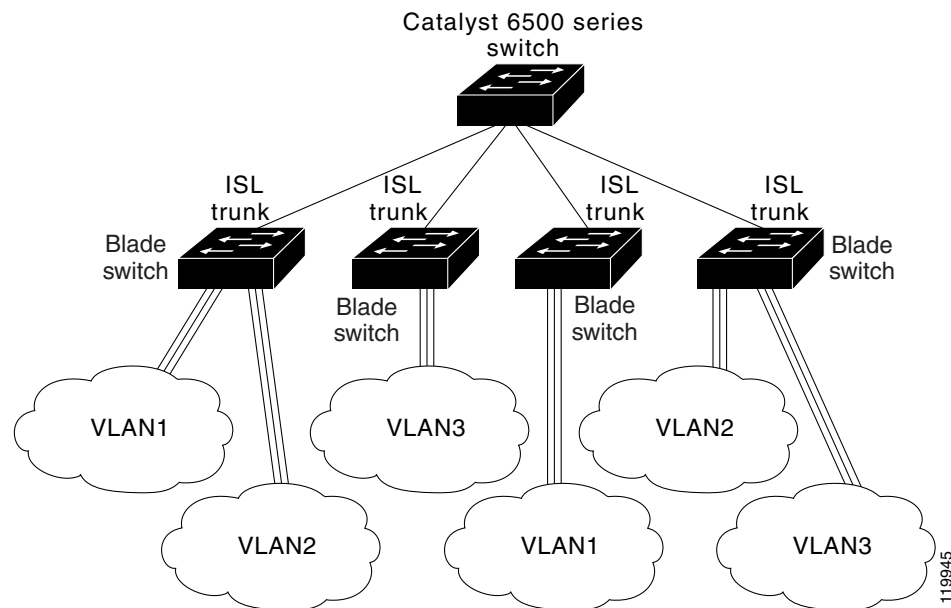 Catalyst 6500 series
switch
ISL
trunk
ISL
trunk
ISL
trunk
ISL
trunk
Blade
switch
Blade
switch
Blade
switch
Blade
switch
VLAN1
VLAN3
VLAN2
VLAN2
VLAN1
VLAN3
119945